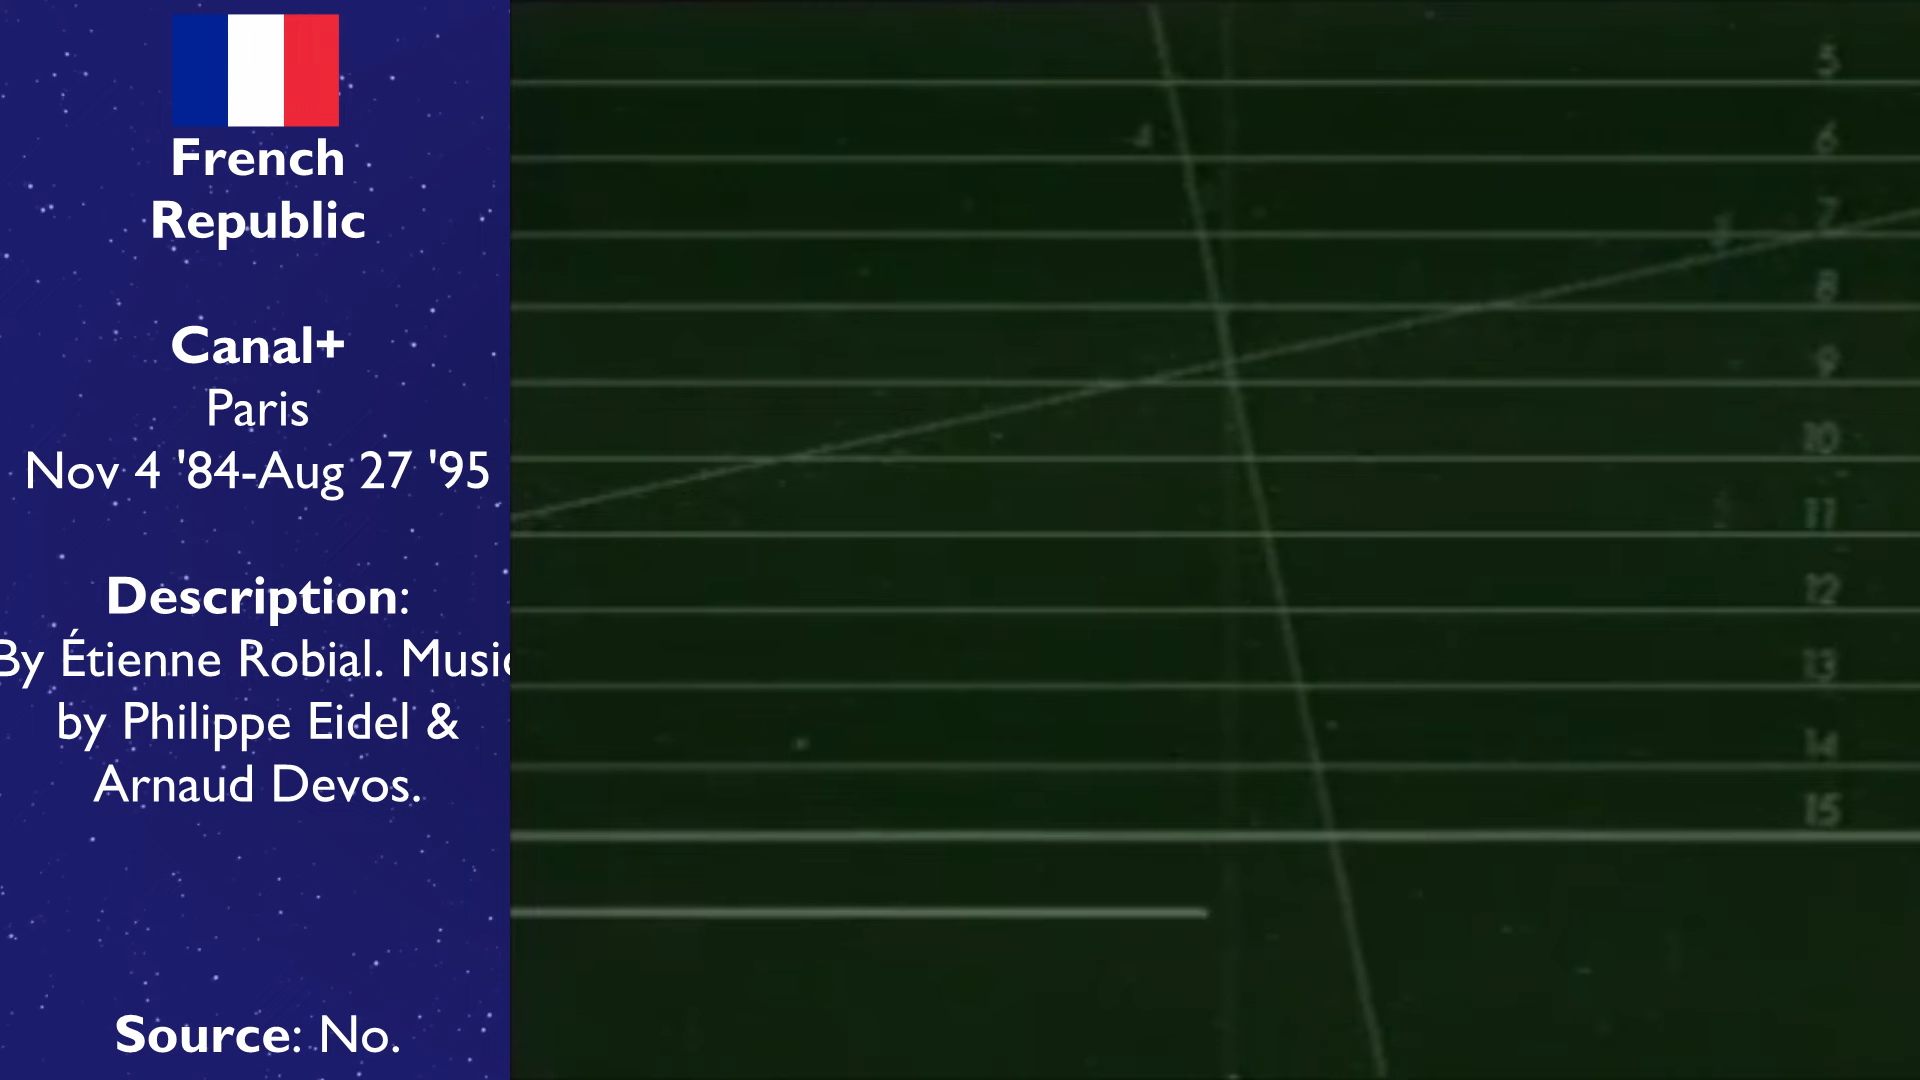 French
Republic
Canal+
Paris
Nov 4 '84-Aug 27 '95
Description:
By Étienne Robial. Music
by Philippe Eidel &
Arnaud Devos.
Source: No.
5
6
7
8
9
10
11
12
13
14
15